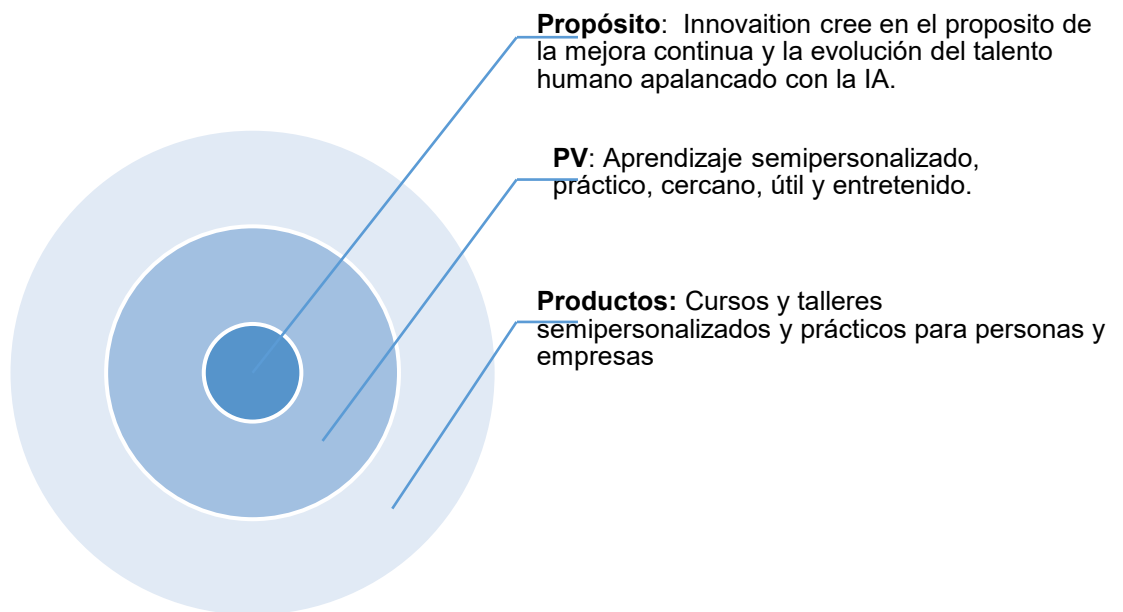 Propósito:  Innovaition cree en el proposito de
la mejora continua y la evolución del talento
humano apalancado con la IA.
PV: Aprendizaje semipersonalizado,
práctico, cercano, útil y entretenido.
Productos: Cursos y talleres
semipersonalizados y prácticos para personas y
empresas